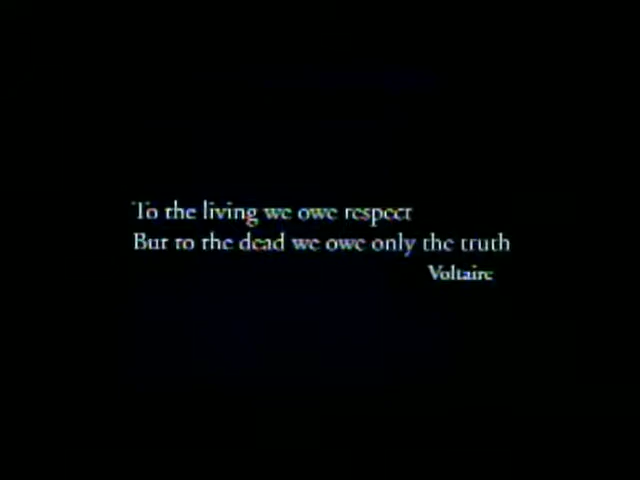 To the living we owe respect
But to the dead we owe only the truth
Voltaire